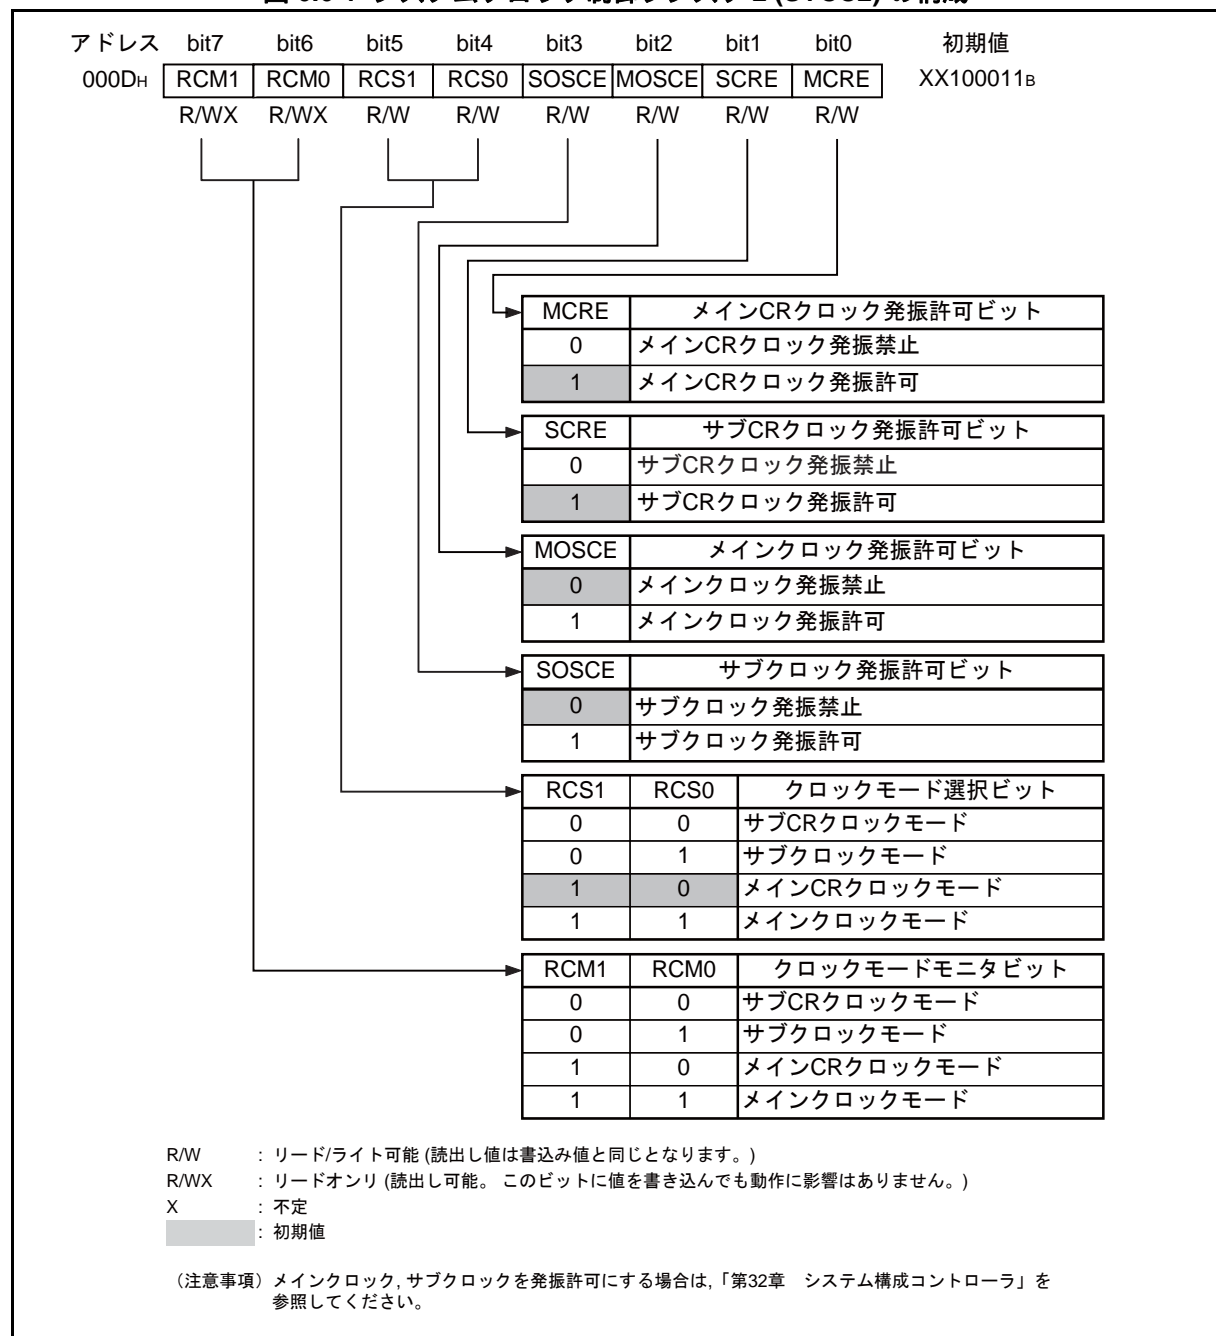 アドレス bit7 bit6 bit5 bit4 bit3 bit2 bit1 bit0 初期値
000DH RCM1 RCM0 RCS1 RCS0 SOSCE MOSCE SCRE MCRE XX100011B
R/WX R/WX R/W R/W R/W R/W R/W R/W
MCRE メインCRクロック発振許可ビット
0 メインCRクロック発振禁止
1 メインCRクロック発振許可
SCRE サブCRクロック発振許可ビット
0 サブCRクロック発振禁止
1 サブCRクロック発振許可
MOSCE メインクロック発振許可ビット
0 メインクロック発振禁止
1 メインクロック発振許可
SOSCE サブクロック発振許可ビット
0 サブクロック発振禁止
1 サブクロック発振許可
RCS1 RCS0 クロックモード選択ビット
0 0 サブCRクロックモード
0 1 サブクロックモード
1 0 メインCRクロックモード
1 1 メインクロックモード
RCM1 RCM0 クロックモードモニタビット
0 0 サブCRクロックモード
0 1 サブクロックモード
1 0 メインCRクロックモード
1 1 メインクロックモード
R/W : リード/ライト可能 (読出し値は書込み値と同じとなります。)
R/WX : リードオンリ (読出し可能。 このビットに値を書き込んでも動作に影響はありません。)
X : 不定
: 初期値
(注意事項) メインクロック, サブクロックを発振許可にする場合は,「第32章 システム構成コントローラ」を
参照してください。